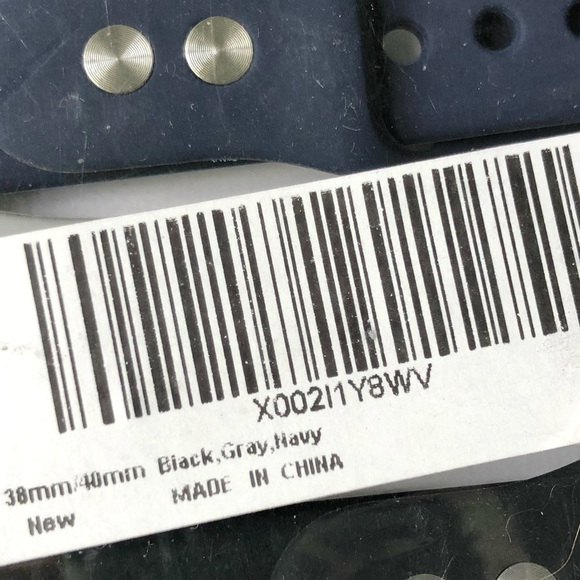 X002I1Y8WV
38mm/40mm Black,Gray,Navy
New MADE IN CHINA